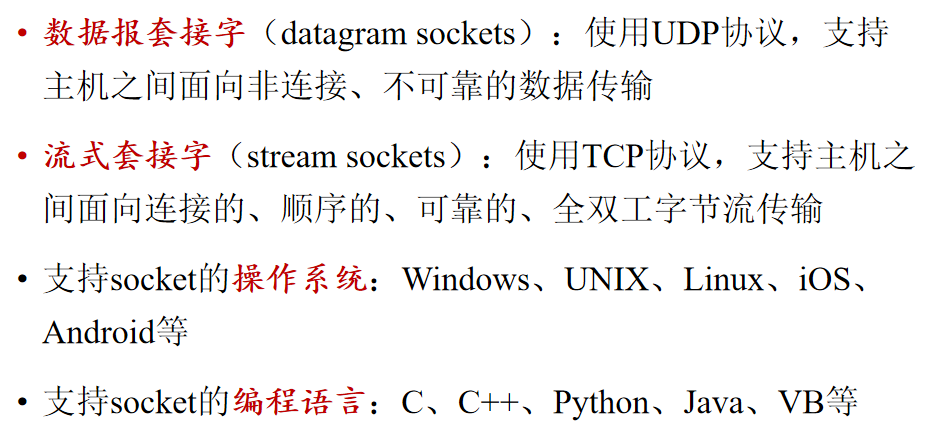 • 数据报套接字（datagram sockets）：使用UDP协议，支持
主机之间面向非连接、不可靠的数据传输
• 流式套接字（stream sockets）：使用TCP协议，支持主机之
间面向连接的、顺序的、可靠的、全双工字节流传输
• 支持socket的操作系统：Windows、UNIX、Linux、iOS、
Android等
• 支持socket的编程语言：C、C++、Python、Java、VB等